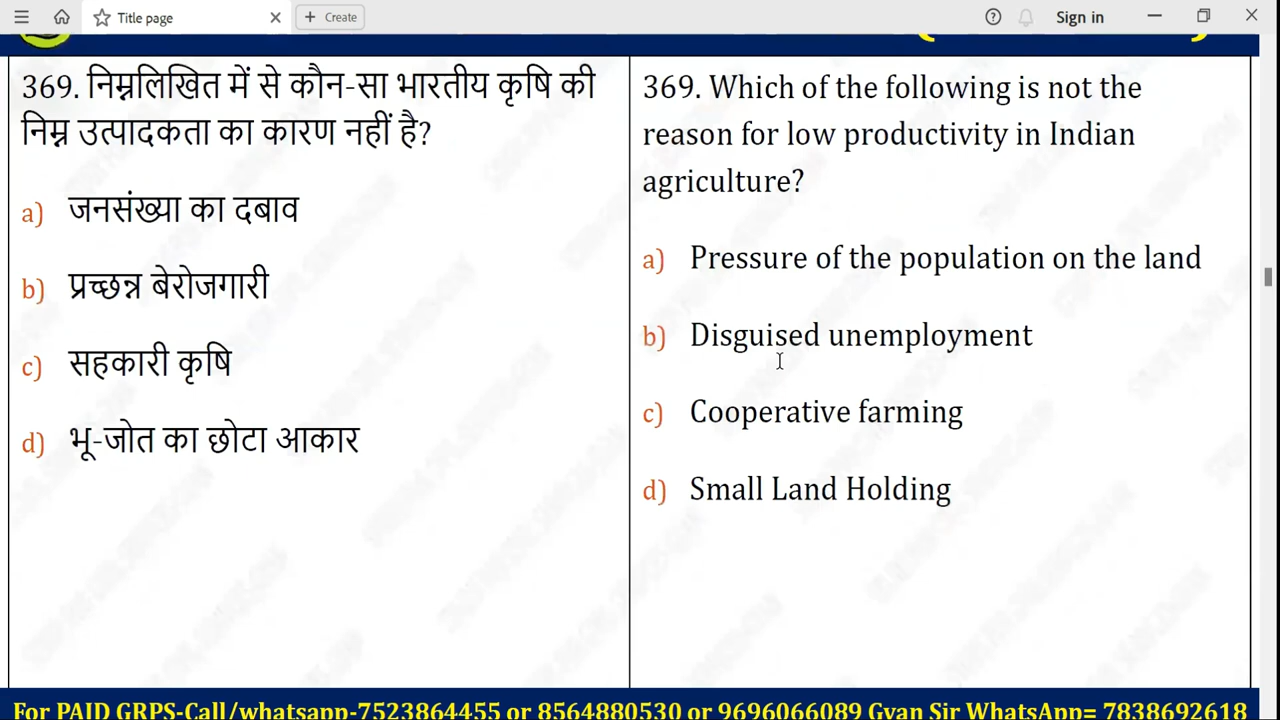 Title page
Create
Sign in
369. निम्नलिखित में से कौन-सा भारतीय कृषि की
निम्न उत्पादकता का कारण नहीं है?
a) जनसंख्या का दबाव
b) प्रच्छन्न बेरोजगारी
c) सहकारी कृषि
d) भू-जोत का छोटा आकार
369. Which of the following is not the
reason for low productivity in Indian
agriculture?
a) Pressure of the population on the land
b) Disguised unemployment
c) Cooperative farming
d) Small Land Holding
For PAID GRPS-Call/whatsapp-7523864455 or 8564880530 or 9696066089 Gyan Sir WhatsApp= 7838692618